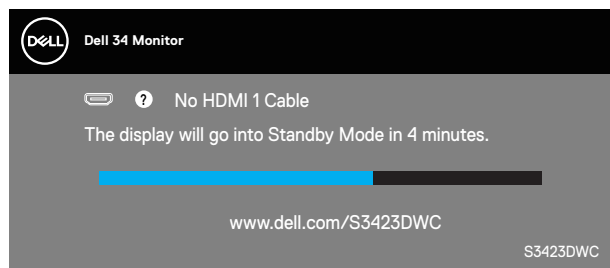 DELL
Dell 34 Monitor
? No HDMI 1 Cable
The display will go into Standby Mode in 4 minutes.
www.dell.com/S3423DWC
S3423DWC